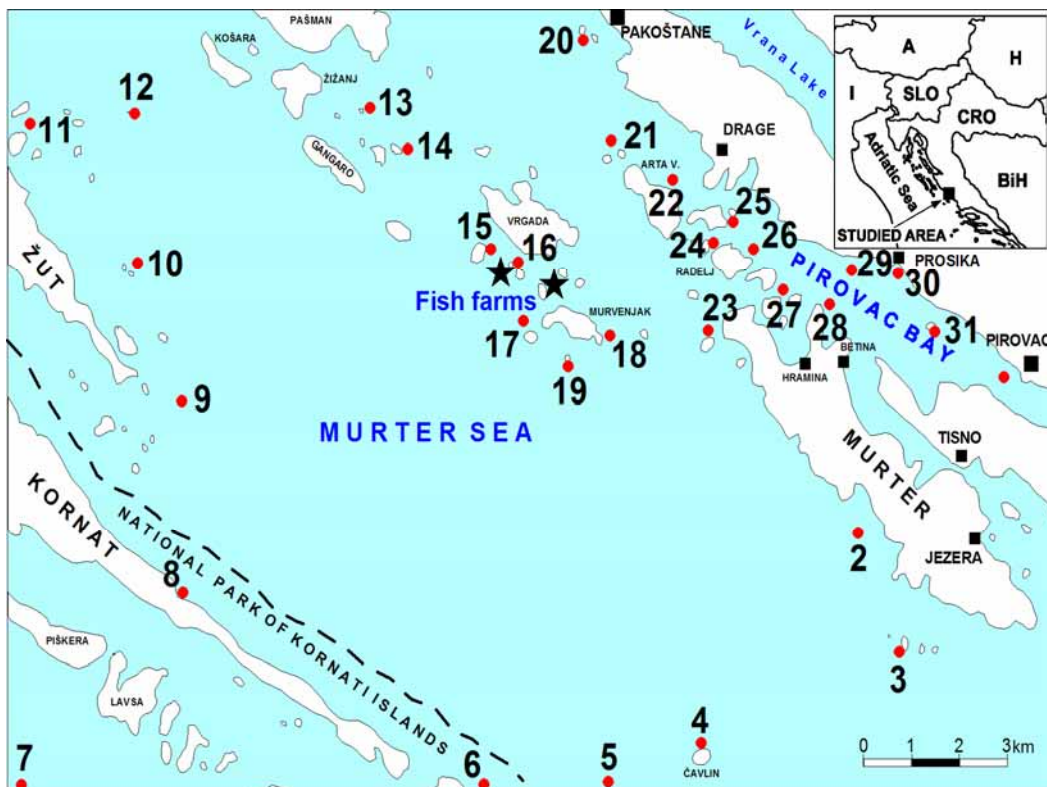 PAŠMAN
KOŠARA
ŽIŽANJ
GANGARO
20
PAKOŠTANE
Vrana Lake
A
H
I
SLO
CRO
BiH
Adriatic Sea
STUDIED AREA
11
12
13
14
21
DRAGE
ARTA V.
22
25
24
26
RADELJ
PIROVAC BAY
29
PROSIKA
30
ŽUT
10
15
VRGADA
16
Fish farms
17
MURVENJAK
18
19
23
27
28
BETINA
HRAMINA
31
PIROVAC
9
MURTER SEA
MURTER
TISNO
KORNAT
NATIONAL PARK OF KORNATI ISLANDS
8
2
JEZERA
PIŠKERA
LAVSA
3
7
6
5
4
ČAVLIN
0 1 2 3 km